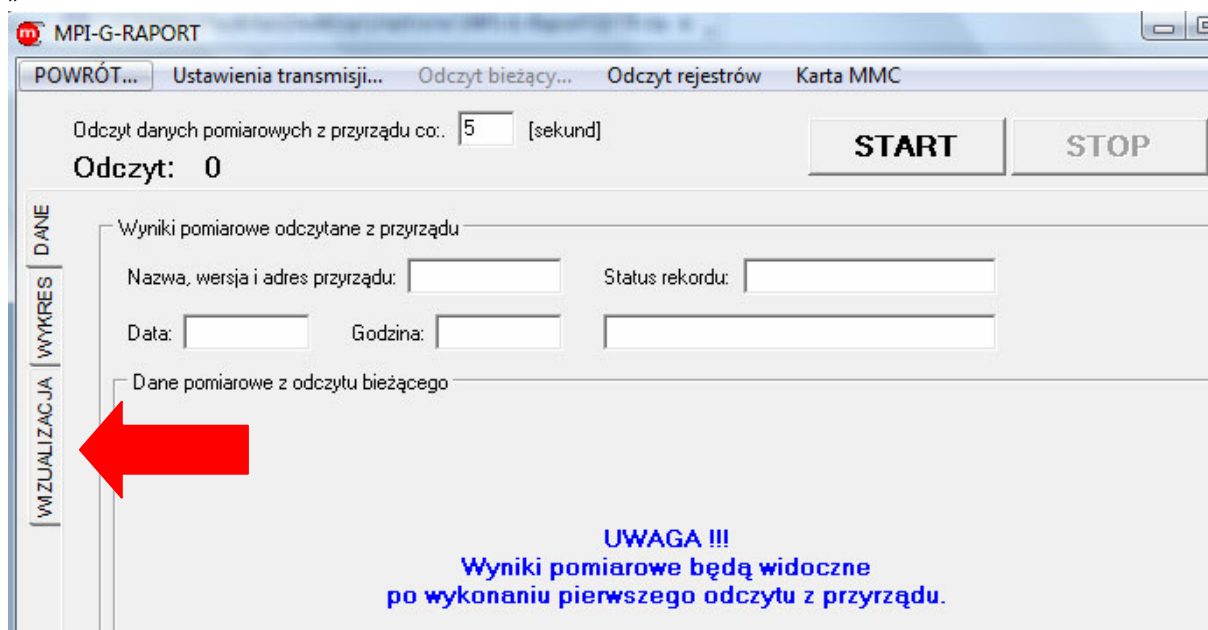 MPI-G-RAPORT
POWRÓT... Ustawienia transmisji... Odczyt bieżący... Odczyt rejestrów Karta MMC
Odczyt danych pomiarowych z przyrządu co:. 5 [sekund]
START STOP
Odczyt: 0
DANE
WYKRES
WIZUALIZACJA
Wyniki pomiarowe odczytane z przyrządu
Nazwa, wersja i adres przyrządu: Status rekordu:
Data: Godzina:
Dane pomiarowe z odczytu bieżącego
UWAGA !!!
Wyniki pomiarowe będą widoczne
po wykonaniu pierwszego odczytu z przyrządu.